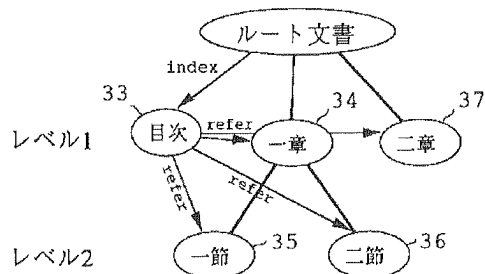 ルート文書
index
33
34
37
refer
レベル1
目次
一章
二章
refer
refer
レベル2
一節
35
二節
36